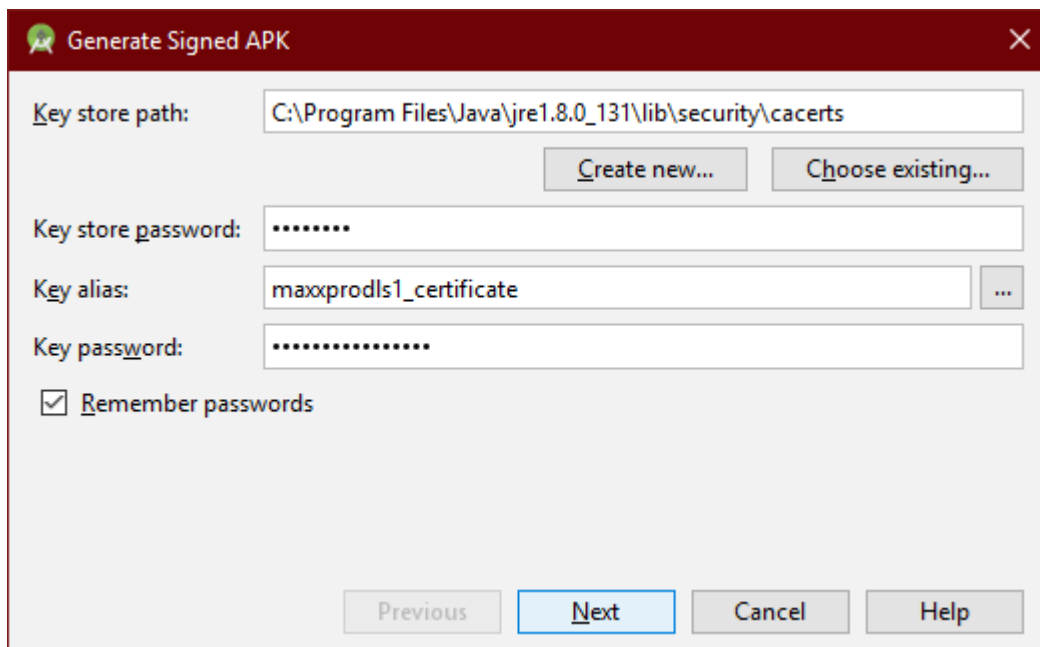 Generate Signed APK
Key store path: C:\Program Files\Java\jre1.8.0_131\lib\security\cacerts
Create new... Choose existing...
Key store password: ••••••••
Key alias: maxxprodls1_certificate ...
Key password: ••••••••••••••••
Remember passwords
Previous Next Cancel Help